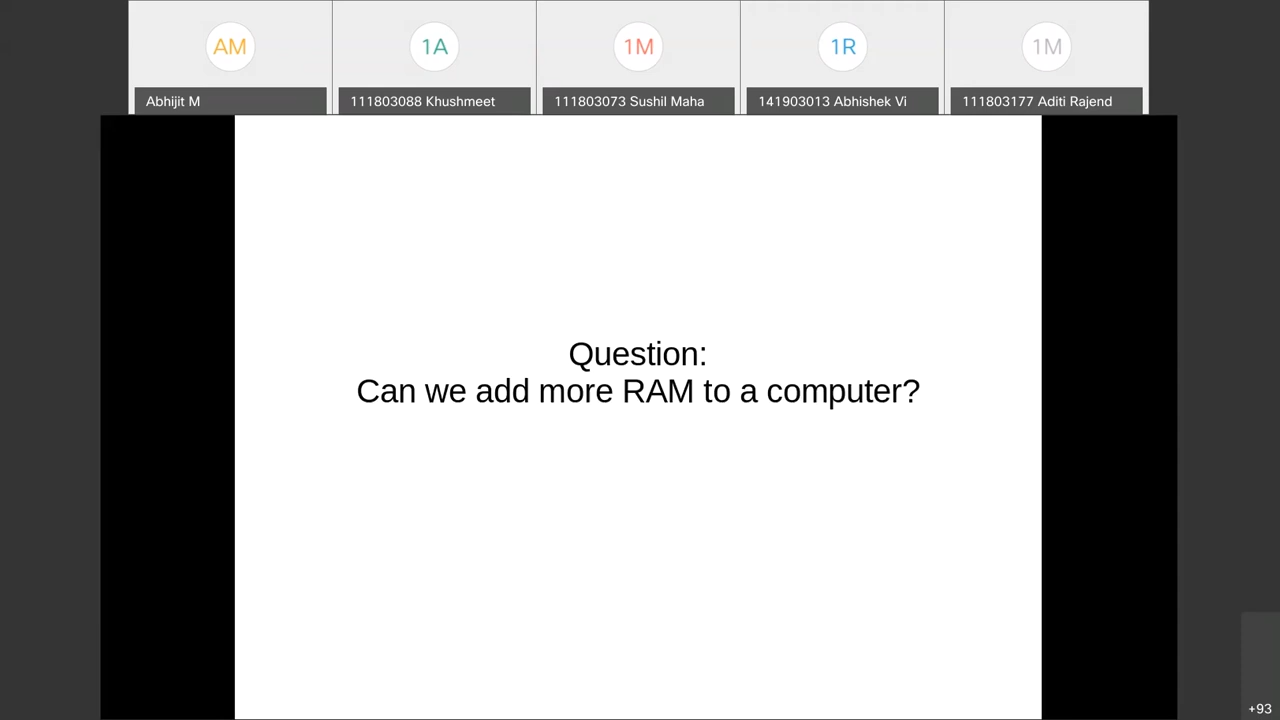 AM
1A
1M
1R
1M
Abhijit M
111803088 Khushmeet
111803073 Sushil Maha
141903013 Abhishek Vi
111803177 Aditi Rajend
Question:
Can we add more RAM to a computer?
+93